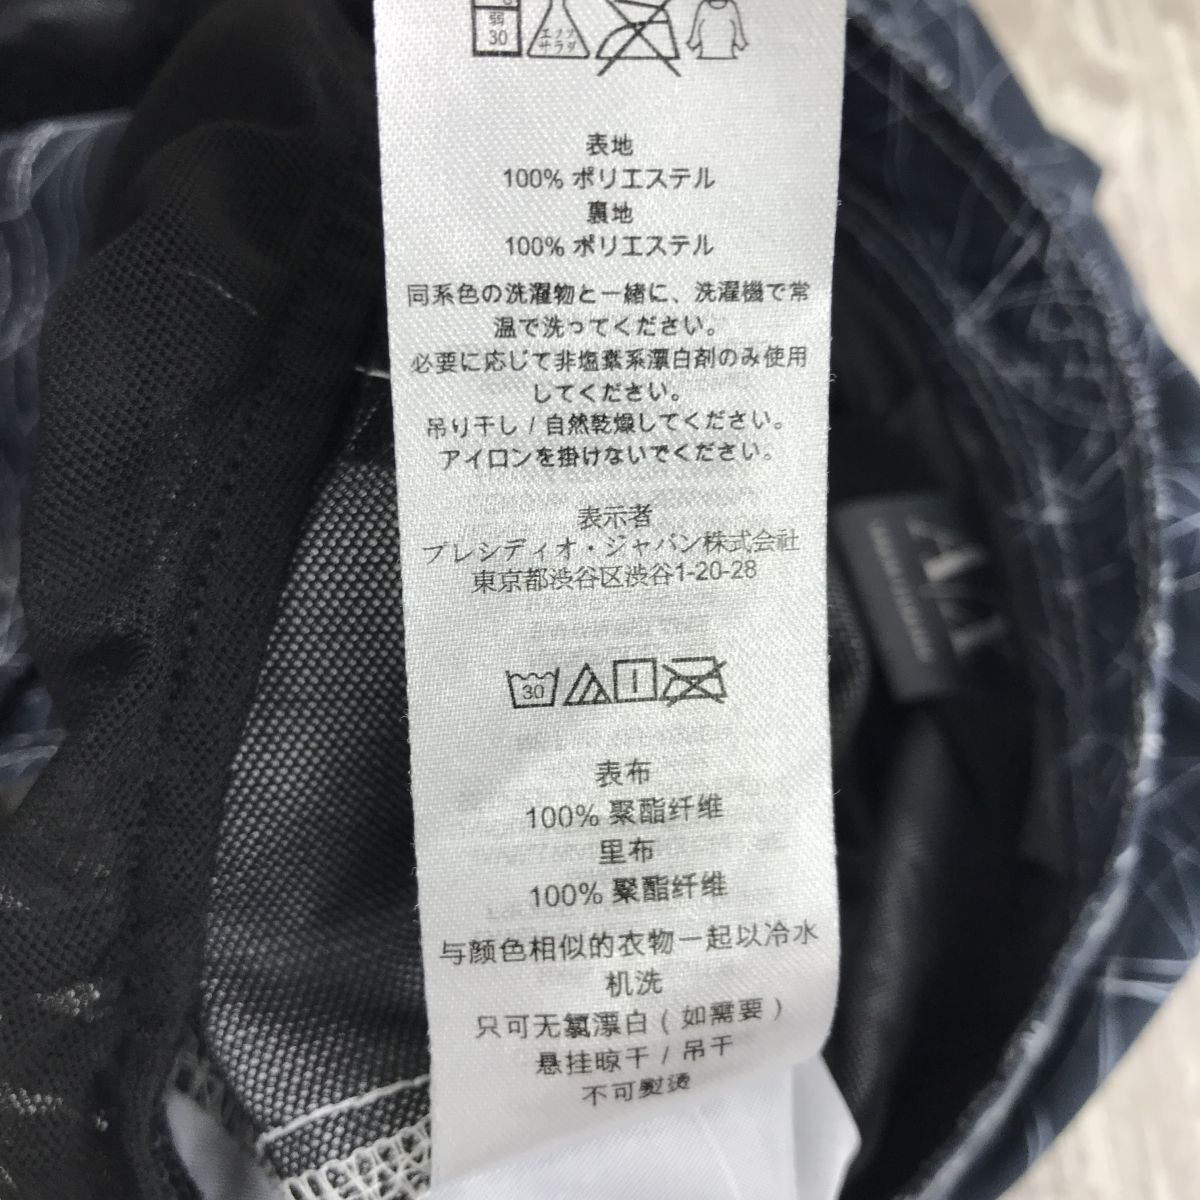 弱
30
エンソ
サラダ
表地
100% ポリエステル
裏地
100% ポリエステル
同系色の洗濯物と一緒に、洗濯機で常
温で洗ってください。
必要に応じて非塩素系漂白剤のみ使用
してください。
吊り干し / 自然乾燥してください。
アイロンを掛けないでください。
表示者
プレシディオ・ジャパン株式会社
東京都渋谷区渋谷1-20-28
30
表布
100% 聚酯纤维
里布
100% 聚酯纤维
与颜色相似的衣物一起以冷水
机洗
只可无氯漂白 ( 如需要 )
悬挂晾干 / 吊干
不可熨烫